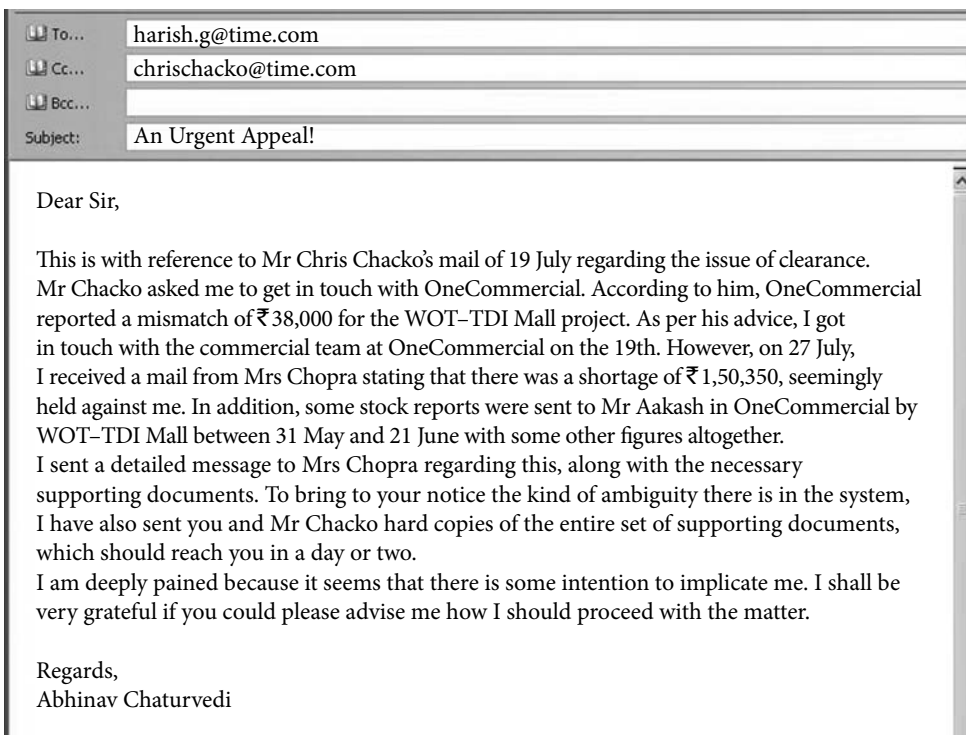 To...	harish.g@time.com
Cc...	chrischacko@time.com
Bcc...
Subject:	An Urgent Appeal!
Dear Sir,
This is with reference to Mr Chris Chacko’s mail of 19 July regarding the issue of clearance.
Mr Chacko asked me to get in touch with OneCommercial. According to him, OneCommercial
reported a mismatch of ₹38,000 for the WOT–TDI Mall project. As per his advice, I got
in touch with the commercial team at OneCommercial on the 19th. However, on 27 July,
I received a mail from Mrs Chopra stating that there was a shortage of ₹1,50,350, seemingly
held against me. In addition, some stock reports were sent to Mr Aakash in OneCommercial by
WOT–TDI Mall between 31 May and 21 June with some other figures altogether.
I sent a detailed message to Mrs Chopra regarding this, along with the necessary
supporting documents. To bring to your notice the kind of ambiguity there is in the system,
I have also sent you and Mr Chacko hard copies of the entire set of supporting documents,
which should reach you in a day or two.
I am deeply pained because it seems that there is some intention to implicate me. I shall be
very grateful if you could please advise me how I should proceed with the matter.
Regards,
Abhinav Chaturvedi